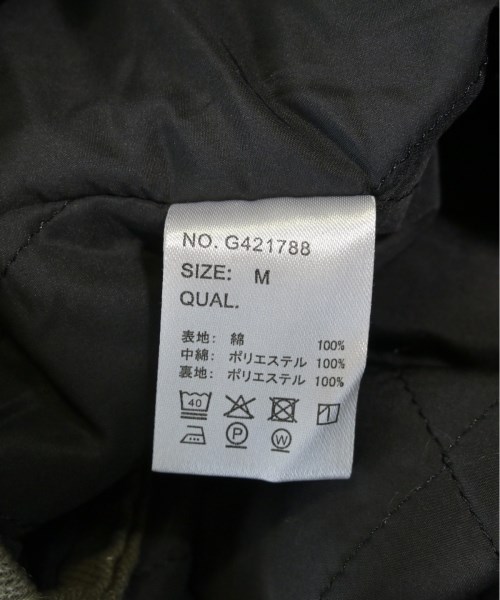 NO. G421788
SIZE: M
QUAL.
表地: 綿 100%
中綿: ポリエステル 100%
裏地: ポリエステル 100%
40
P W